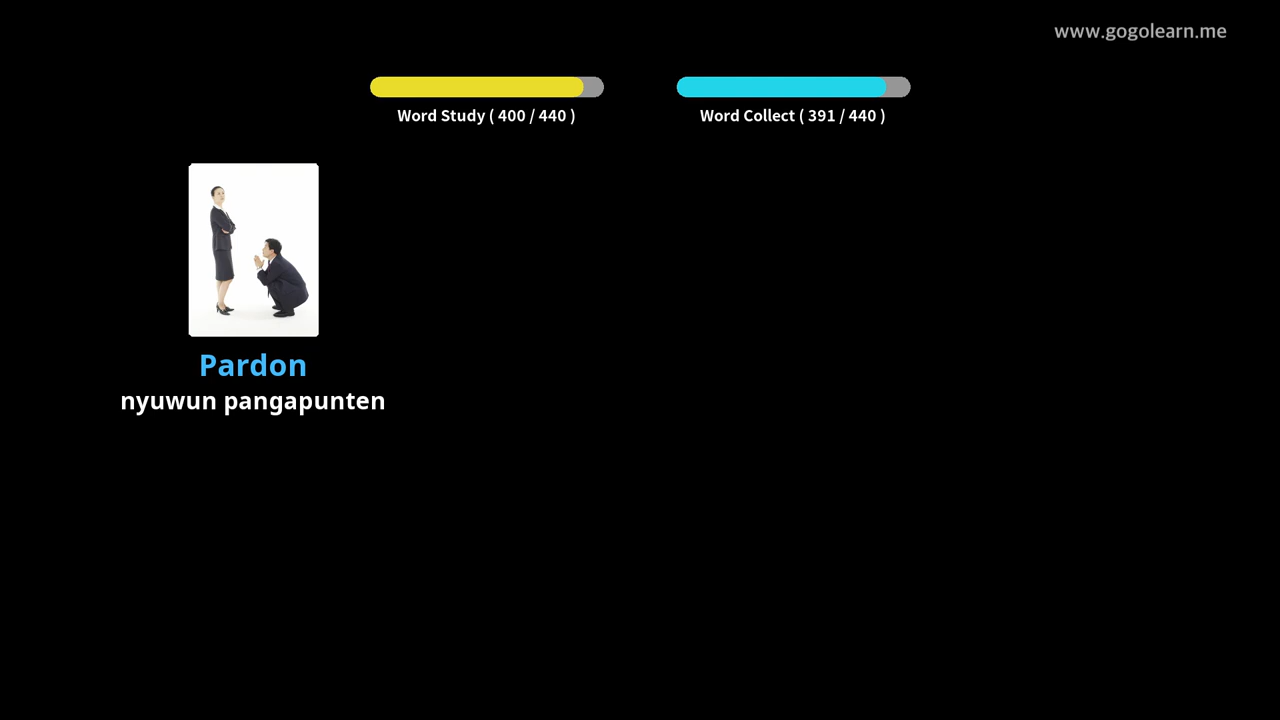 www.gogolearn.me
Word Study ( 400 / 440 )
Word Collect ( 391 / 440 )
Pardon
nyuwun pangapunten